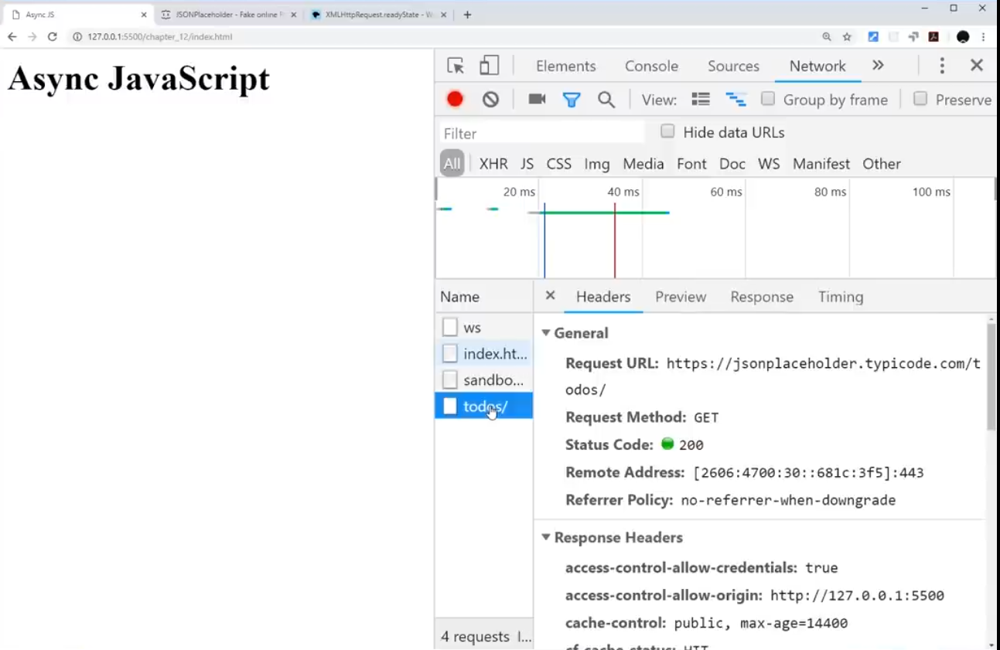 Async JS
JSONPlaceholder - Fake online
XMLHttpRequest.readyState -
127.0.0.1:5500/chapter_12/index.html
Async JavaScript
Elements Console Sources Network
View: Group by frame Preserve
Filter Hide data URLs
All XHR JS CSS Img Media Font Doc WS Manifest Other
20 ms 40 ms 60 ms 80 ms 100 ms
Name
Headers Preview Response Timing
ws
index.ht...
sandbo...
todos/
4 requests
General
Request URL: https://jsonplaceholder.typicode.com/t
odos/
Request Method: GET
Status Code: 200
Remote Address: [2606:4700:30::681c:3f5]:443
Referrer Policy: no-referrer-when-downgrade
Response Headers
access-control-allow-credentials: true
access-control-allow-origin: http://127.0.0.1:5500
cache-control: public, max-age=14400
cf-cache-status: HIT